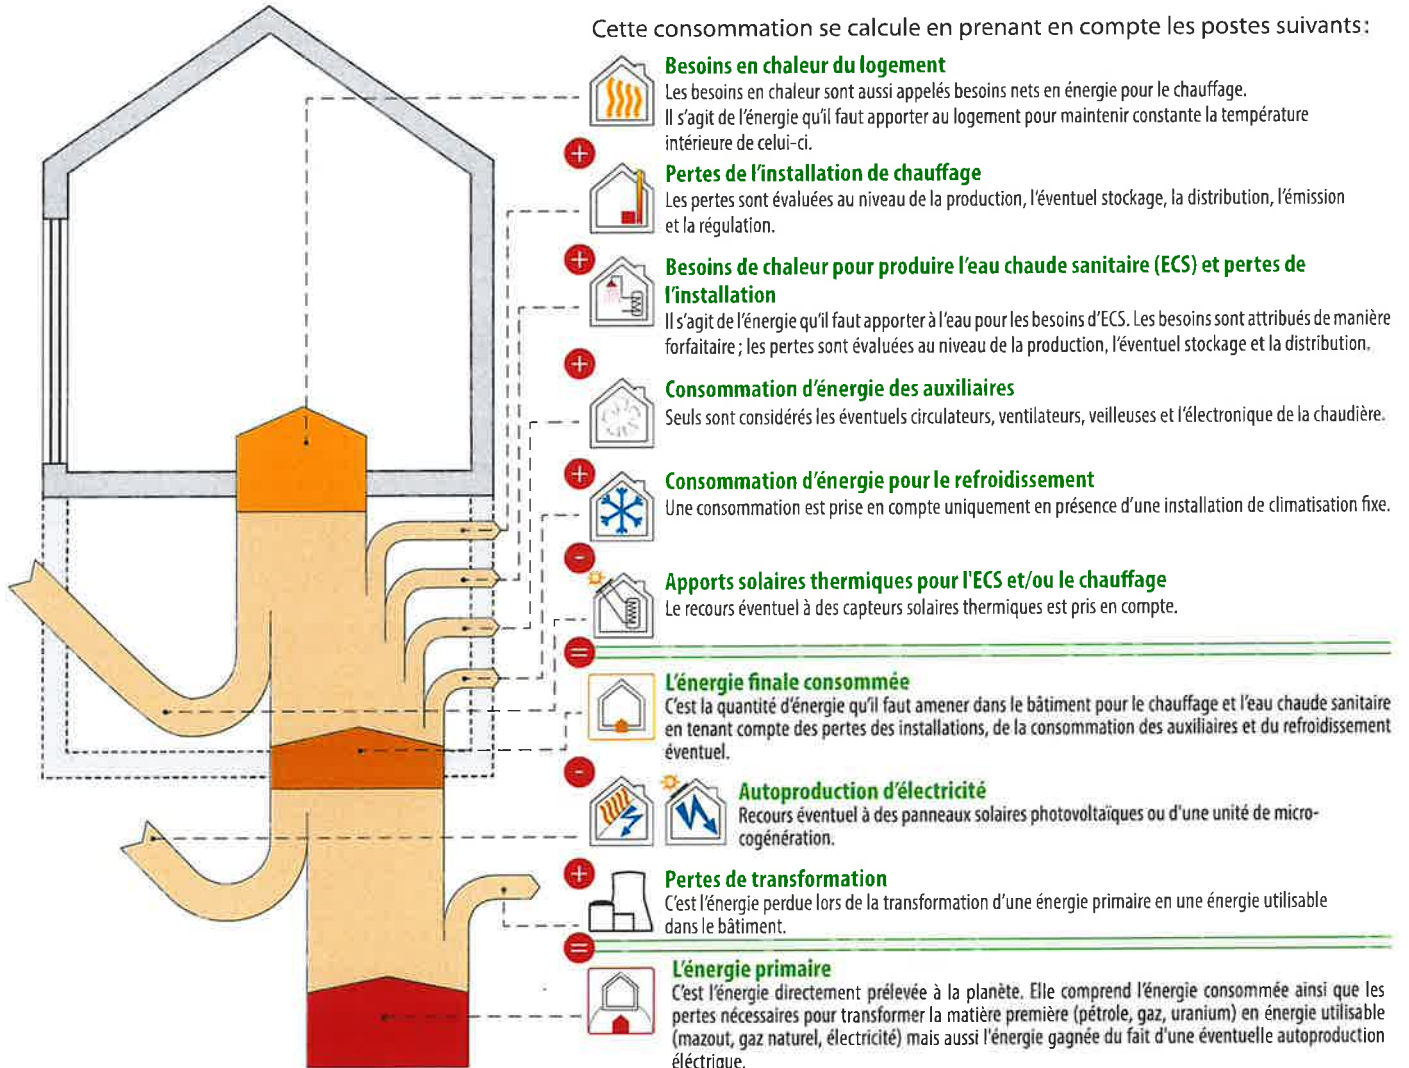 Cette consommation se calcule en prenant en compte les postes suivants :
Besoins en chaleur du logement
Les besoins en chaleur sont aussi appelés besoins nets en énergie pour le chauffage.
Il s'agit de l'énergie qu'il faut apporter au logement pour maintenir constante la température
intérieure de celui-ci.
+
Pertes de l'installation de chauffage
Les pertes sont évaluées au niveau de la production, l'éventuel stockage, la distribution, l'émission
et la régulation.
+
Besoins de chaleur pour produire l'eau chaude sanitaire (ECS) et pertes de
l'installation
Il s'agit de l'énergie qu'il faut apporter à l'eau pour les besoins d'ECS. Les besoins sont attribués de manière
forfaitaire ; les pertes sont évaluées au niveau de la production, l'éventuel stockage et la distribution.
+
Consommation d'énergie des auxiliaires
Seuls sont considérés les éventuels circulateurs, ventilateurs, veilleuses et l'électronique de la chaudière.
+
Consommation d'énergie pour le refroidissement
Une consommation est prise en compte uniquement en présence d'une installation de climatisation fixe.
-
Apports solaires thermiques pour l'ECS et/ou le chauffage
Le recours éventuel à des capteurs solaires thermiques est pris en compte.
=
L'énergie finale consommée
C'est la quantité d'énergie qu'il faut amener dans le bâtiment pour le chauffage et l'eau chaude sanitaire
en tenant compte des pertes des installations, de la consommation des auxiliaires et du refroidissement
éventuel.
-
Autoproduction d'électricité
Recours éventuel à des panneaux solaires photovoltaïques ou d'une unité de micro-
cogénération.
+
Pertes de transformation
C'est l'énergie perdue lors de la transformation d'une énergie primaire en une énergie utilisable
dans le bâtiment.
=
L'énergie primaire
C'est l'énergie directement prélevée à la planète. Elle comprend l'énergie consommée ainsi que les
pertes nécessaires pour transformer la matière première (pétrole, gaz, uranium) en énergie utilisable
(mazout, gaz naturel, électricité) mais aussi l'énergie gagnée du fait d'une éventuelle autoproduction
éléctrique.